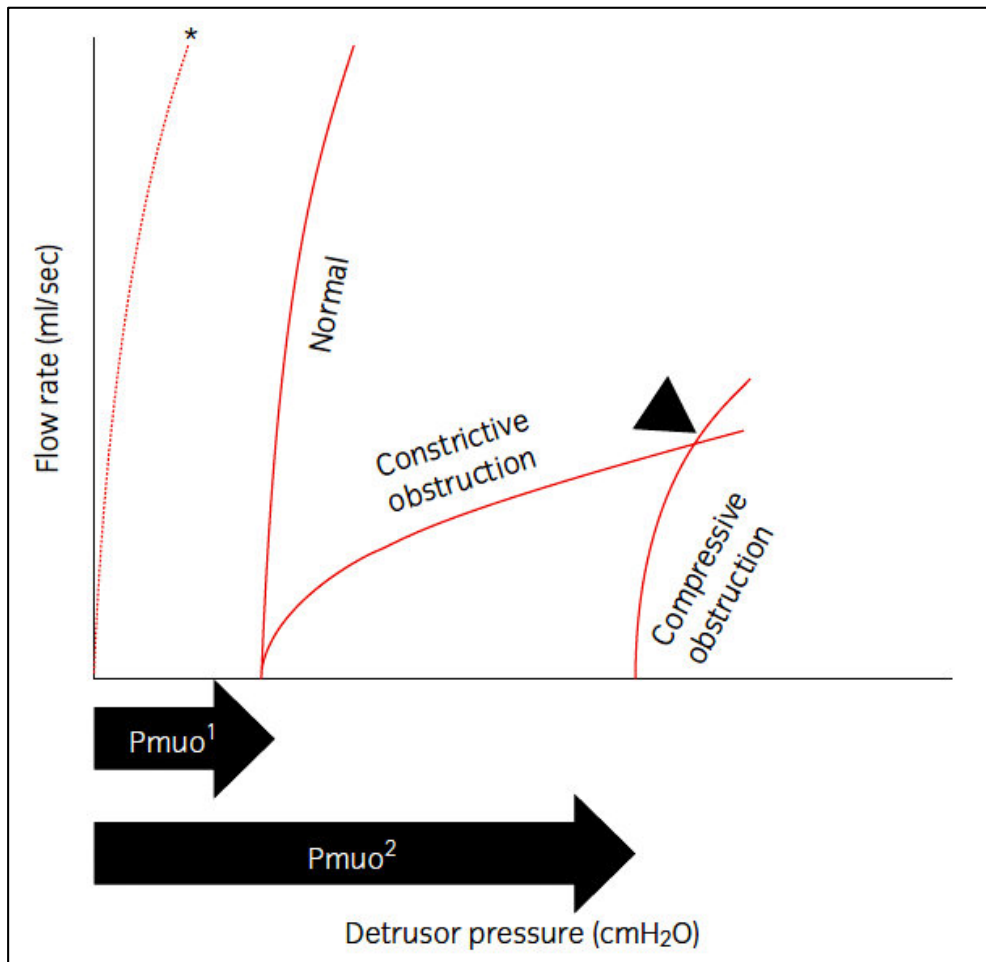 *
Flow rate (ml/sec)
Normal
Constrictive
obstruction
Compressive
obstruction
Pmuo¹
Pmuo²
Detrusor pressure (cmH₂O)